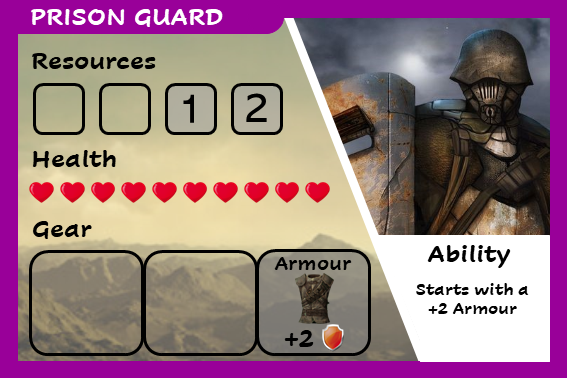 PRISON GUARD
Resources
1 2
Health
Gear
Armour
+2
Ability
Starts with a
+2 Armour